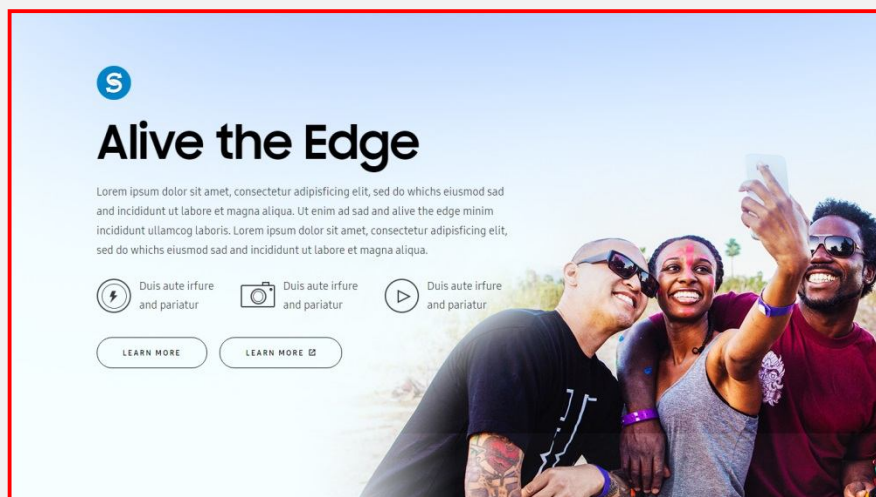 S
Alive the Edge
Lorem ipsum dolor sit amet, consectetur adipisficing elit, sed do whichs eiusmod sad
and incididunt ut labore et magna aliqua. Ut enim ad sad and alive the edge minim
incididunt ullamcog laboris. Lorem ipsum dolor sit amet, consectetur adipisficing elit,
sed do whichs eiusmod sad and incididunt ut labore et magna aliqua.
Duis aute irfure
and pariatur
Duis aute irfure
and pariatur
Duis aute irfure
and pariatur
LEARN MORE
LEARN MORE